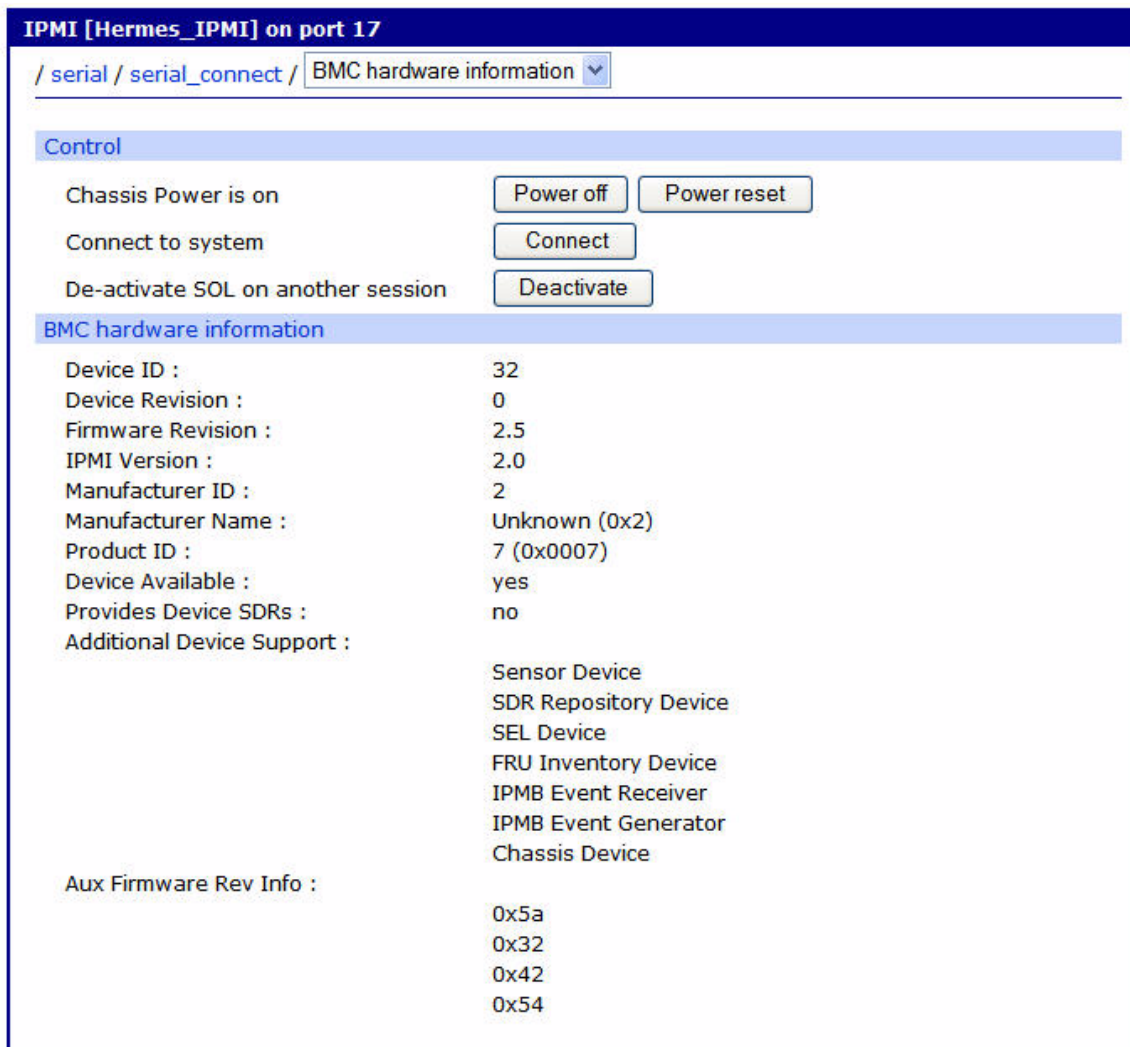 IPMI [Hermes_IPMI] on port 17
/ serial / serial_connect / BMC hardware information
Control
Chassis Power is on Power off Power reset
Connect to system Connect
De-activate SOL on another session Deactivate
BMC hardware information
Device ID : 32
Device Revision : 0
Firmware Revision : 2.5
IPMI Version : 2.0
Manufacturer ID : 2
Manufacturer Name : Unknown (0x2)
Product ID : 7 (0x0007)
Device Available : yes
Provides Device SDRs : no
Additional Device Support :
Sensor Device
SDR Repository Device
SEL Device
FRU Inventory Device
IPMB Event Receiver
IPMB Event Generator
Chassis Device
Aux Firmware Rev Info :
0x5a
0x32
0x42
0x54